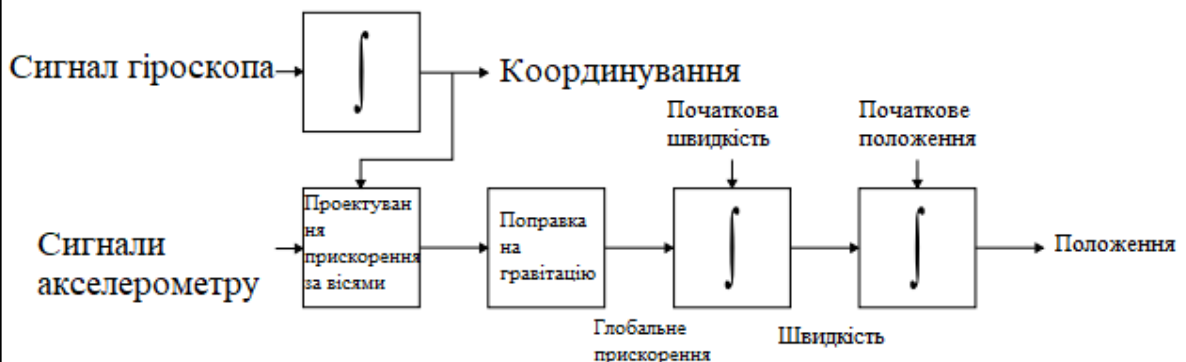 Сигнал гіроскопа
∫
Координування
Початкова
швидкість
Початкове
положення
Сигнали
акселерометру
Проектуван
ня
прискорення
за вісями
Поправка
на
гравітацію
∫
∫
Положення
Глобальне
прискорення
Швидкість